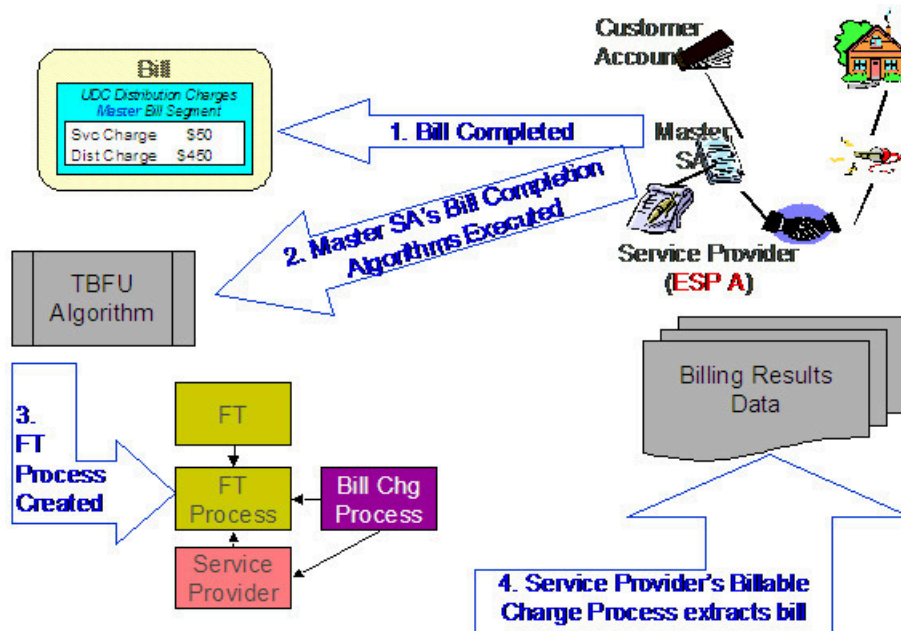 Bill
UDC Distribution Charges
Master Bill Segment
Svc Charge $50
Dist Charge $450
1. Bill Completed
Customer
Account
Master
SA
2. Master SA's Bill Completion
Algorithms Executed
Service Provider
(ESP A)
TBFU
Algorithm
Billing Results
Data
3.
FT
Process
Created
FT
FT
Process
Bill Chg
Process
Service
Provider
4. Service Provider's Billable
Charge Process extracts bill